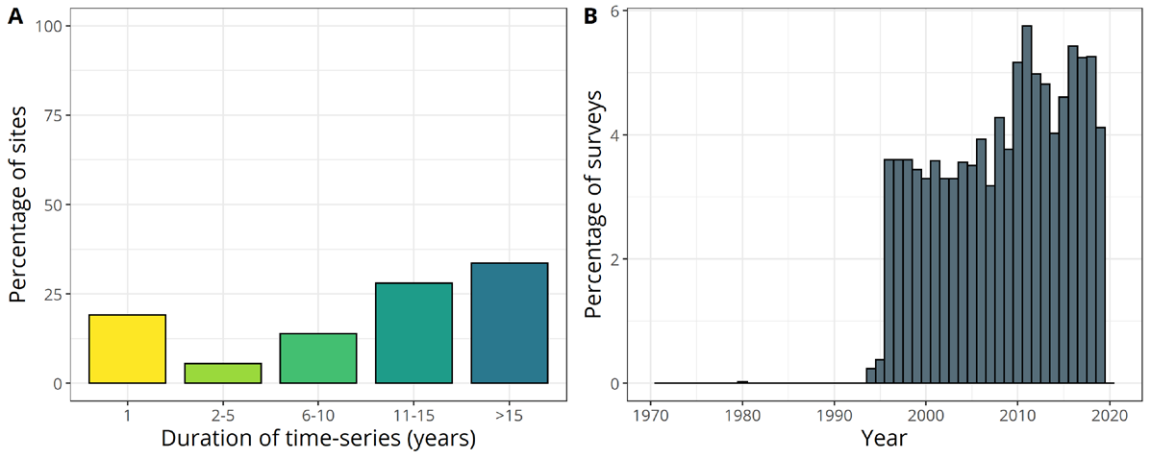 A
Percentage of sites
100
75
50
25
0
1 2-5 6-10 11-15 >15
Duration of time-series (years)
B
Percentage of surveys
6
4
2
0
1970 1980 1990 2000 2010 2020
Year